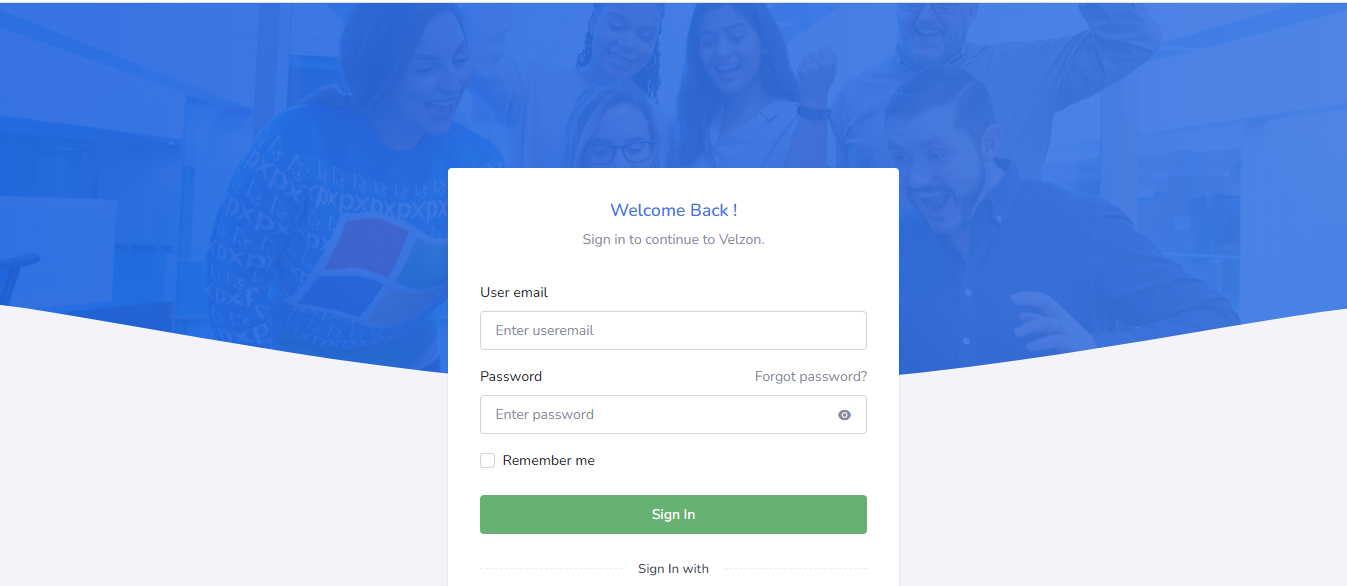 Welcome Back !
Sign in to continue to Velzon.
User email
Enter useremail
Password
Forgot password?
Enter password
Remember me
Sign In
Sign In with